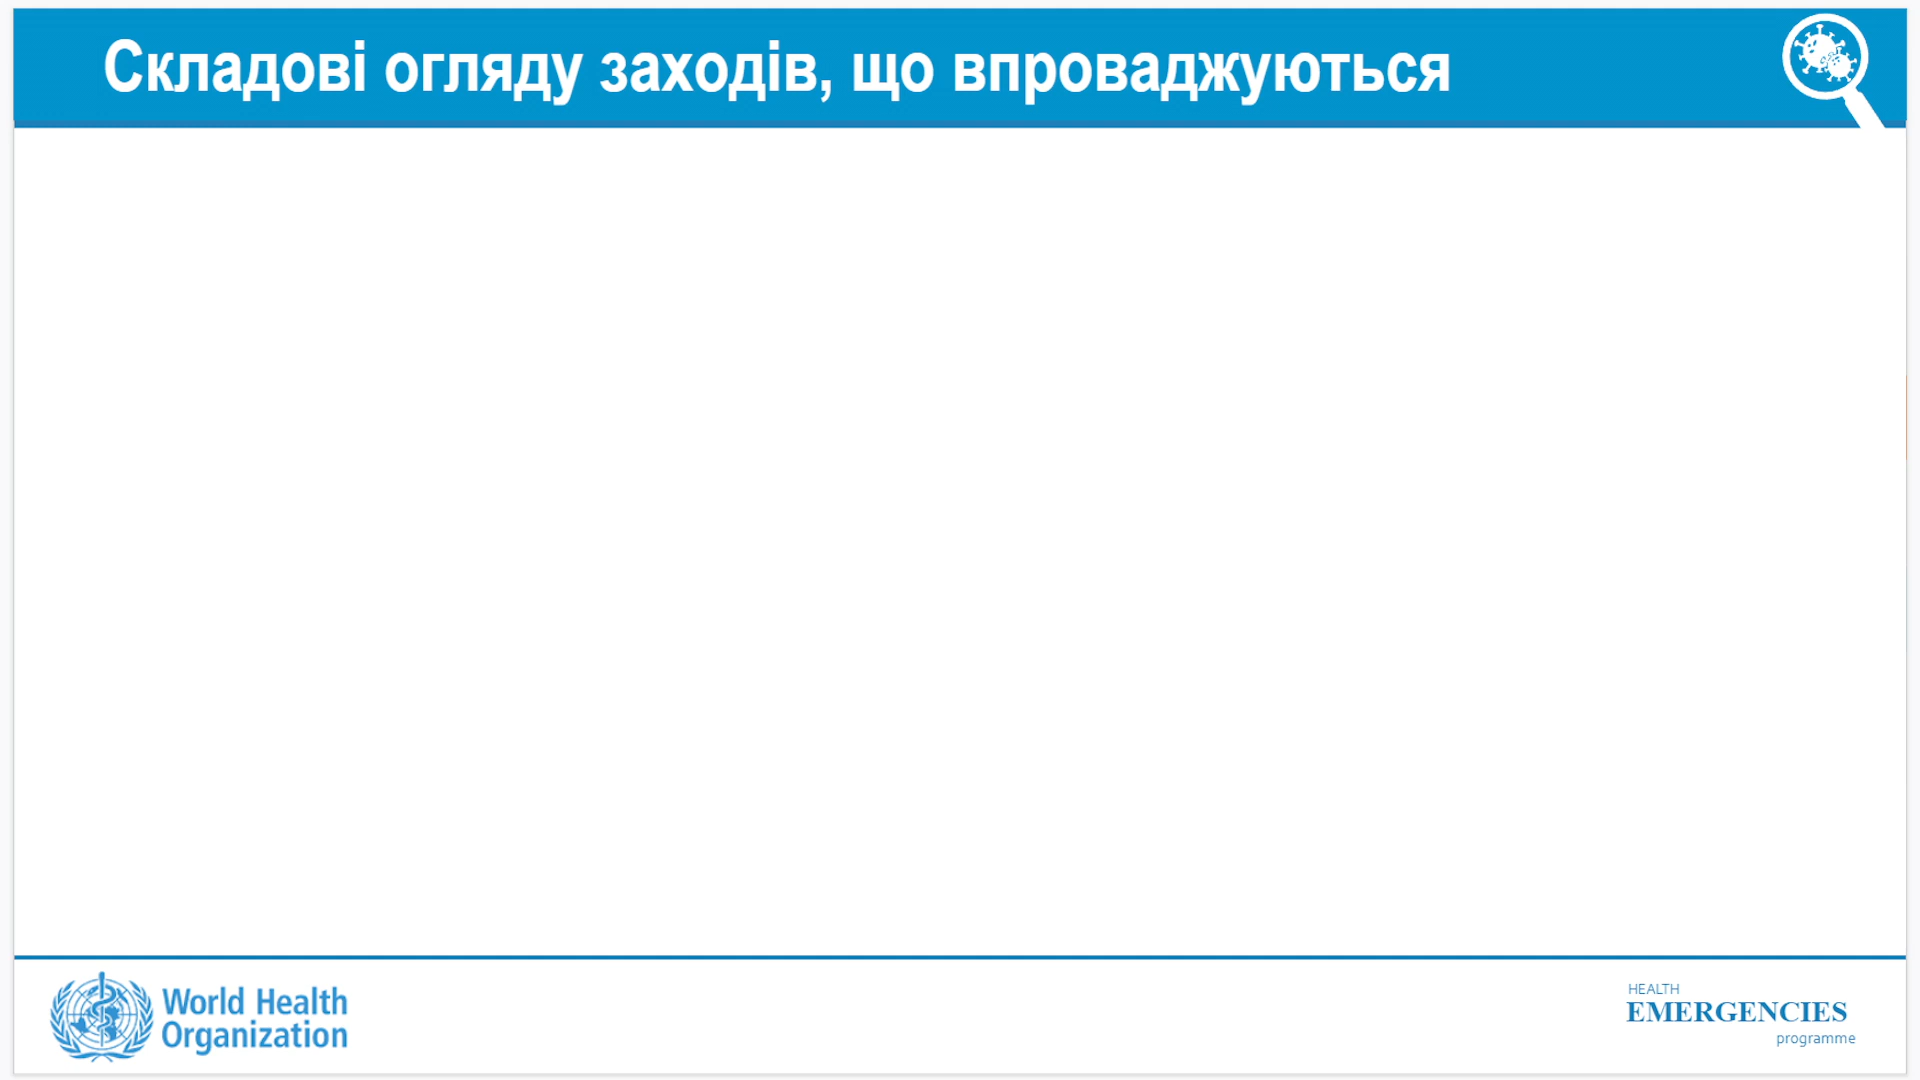 Складові огляду заходів, що впроваджуються
World Health
Organization
HEALTH
EMERGENCIES
programme